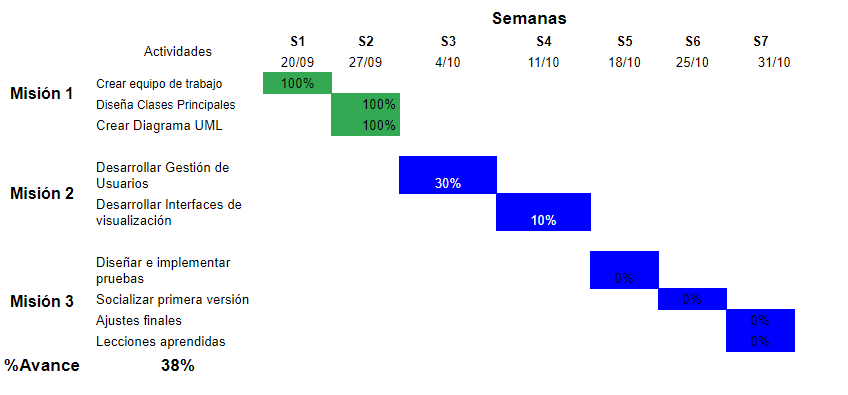 Semanas
S1 S2 S3 S4 S5 S6 S7
Actividades
20/09 27/09 4/10 11/10 18/10 25/10 31/10
Misión 1
Crear equipo de trabajo 100%
Diseña Clases Principales 100%
Crear Diagrama UML 100%
Misión 2
Desarrollar Gestión de
Usuarios 30%
Desarrollar Interfaces de
visualización 10%
Misión 3
Diseñar e implementar
pruebas 0%
Socializar primera versión 0%
Ajustes finales 0%
Lecciones aprendidas 0%
%Avance 38%